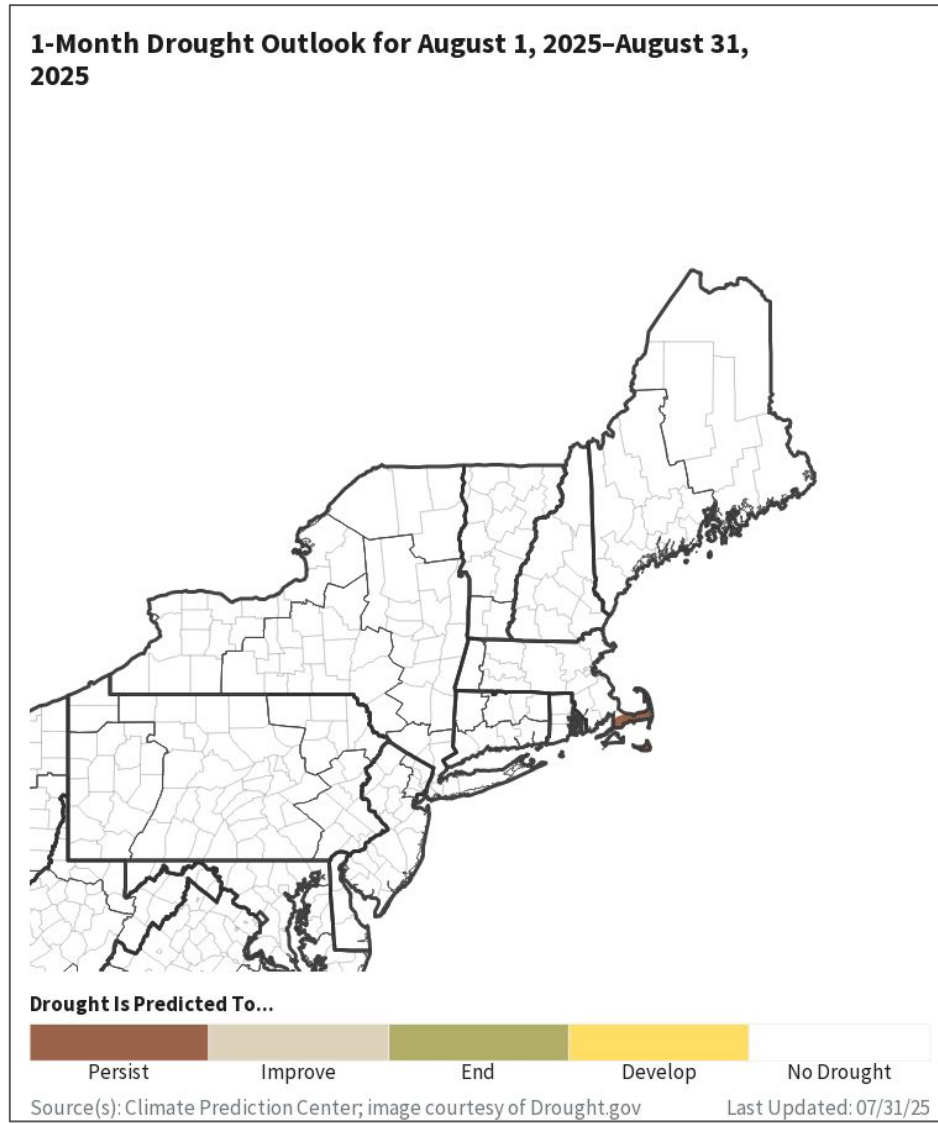 1-Month Drought Outlook for August 1, 2025–August 31,
2025
Drought Is Predicted To...
Persist
Improve
End
Develop
No Drought
Source(s): Climate Prediction Center; image courtesy of Drought.gov
Last Updated: 07/31/25